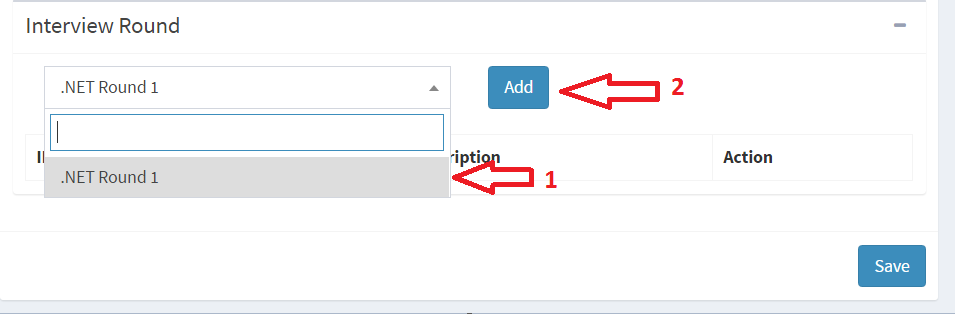 Interview Round
.NET Round 1
Add
2
ription
Action
.NET Round 1
1
Save